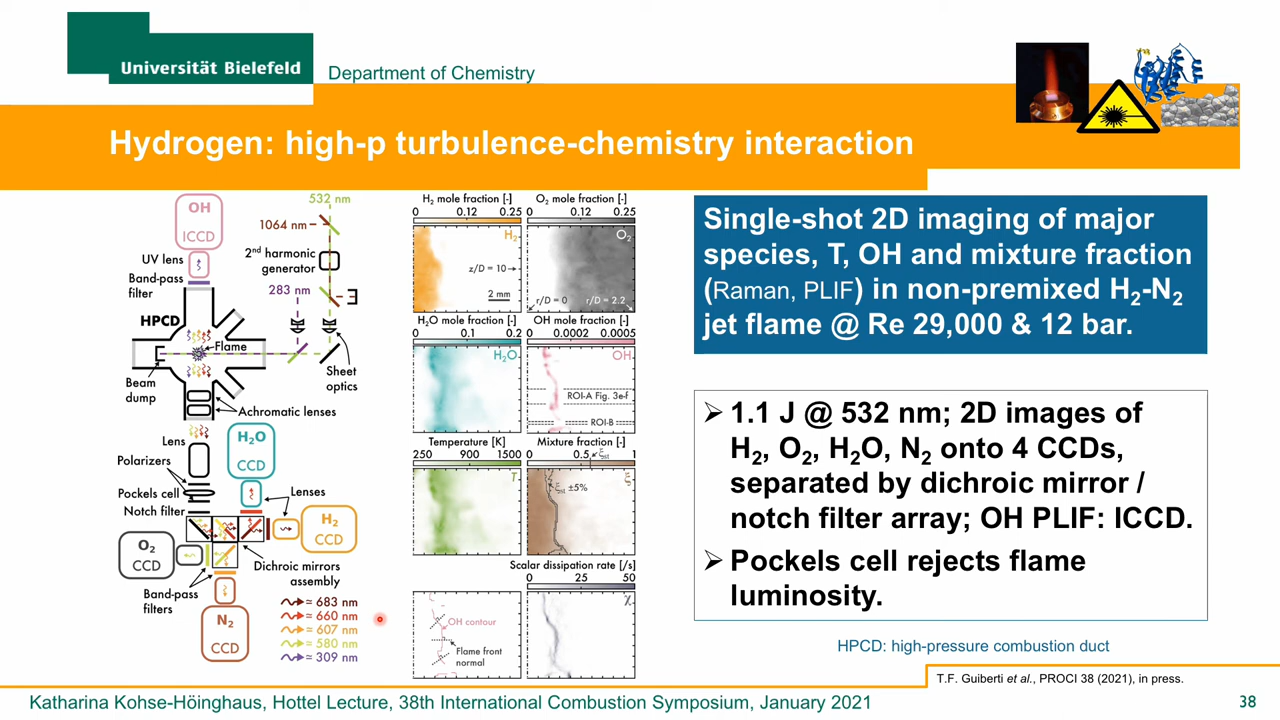 Universität Bielefeld
Department of Chemistry
Hydrogen: high-p turbulence-chemistry interaction
OH
ICCD
532 nm
1064 nm
UV lens
Band-pass
filter
2nd harmonic
generator
283 nm
HPCD
Flame
Beam
dump
Sheet
optics
Achromatic lenses
Lens
Polarizers
H2O
CCD
Pockels cell
Notch filter
Lenses
H2
CCD
O2
CCD
Dichroic mirrors
assembly
Band-pass
filters
N2
CCD
≃ 683 nm
≃ 660 nm
≃ 607 nm
≃ 580 nm
≃ 309 nm
H2 mole fraction [-]
0 0.12 0.25
H2
z/D = 10
2 mm
O2 mole fraction [-]
0 0.12 0.25
O2
r/D = 0 r/D = 2.2
H2O mole fraction [-]
0 0.1 0.2
H2O
OH mole fraction [-]
0 0.0002 0.0005
OH
ROI-A Fig. 3e-f
ROI-B
Temperature [K]
250 900 1500
T
Mixture fraction [-]
0 0.5 ξst 1
ξ
ξst ±5%
Scalar dissipation rate [/s]
0 25 50
χ
OH contour
Flame front
normal
Single-shot 2D imaging of major
species, T, OH and mixture fraction
(Raman, PLIF) in non-premixed H2-N2
jet flame @ Re 29,000 & 12 bar.
➢ 1.1 J @ 532 nm; 2D images of
H2, O2, H2O, N2 onto 4 CCDs,
separated by dichroic mirror /
notch filter array; OH PLIF: ICCD.
➢ Pockels cell rejects flame
luminosity.
HPCD: high-pressure combustion duct
T.F. Guiberti et al., PROCI 38 (2021), in press.
Katharina Kohse-Höinghaus, Hottel Lecture, 38th International Combustion Symposium, January 2021
38